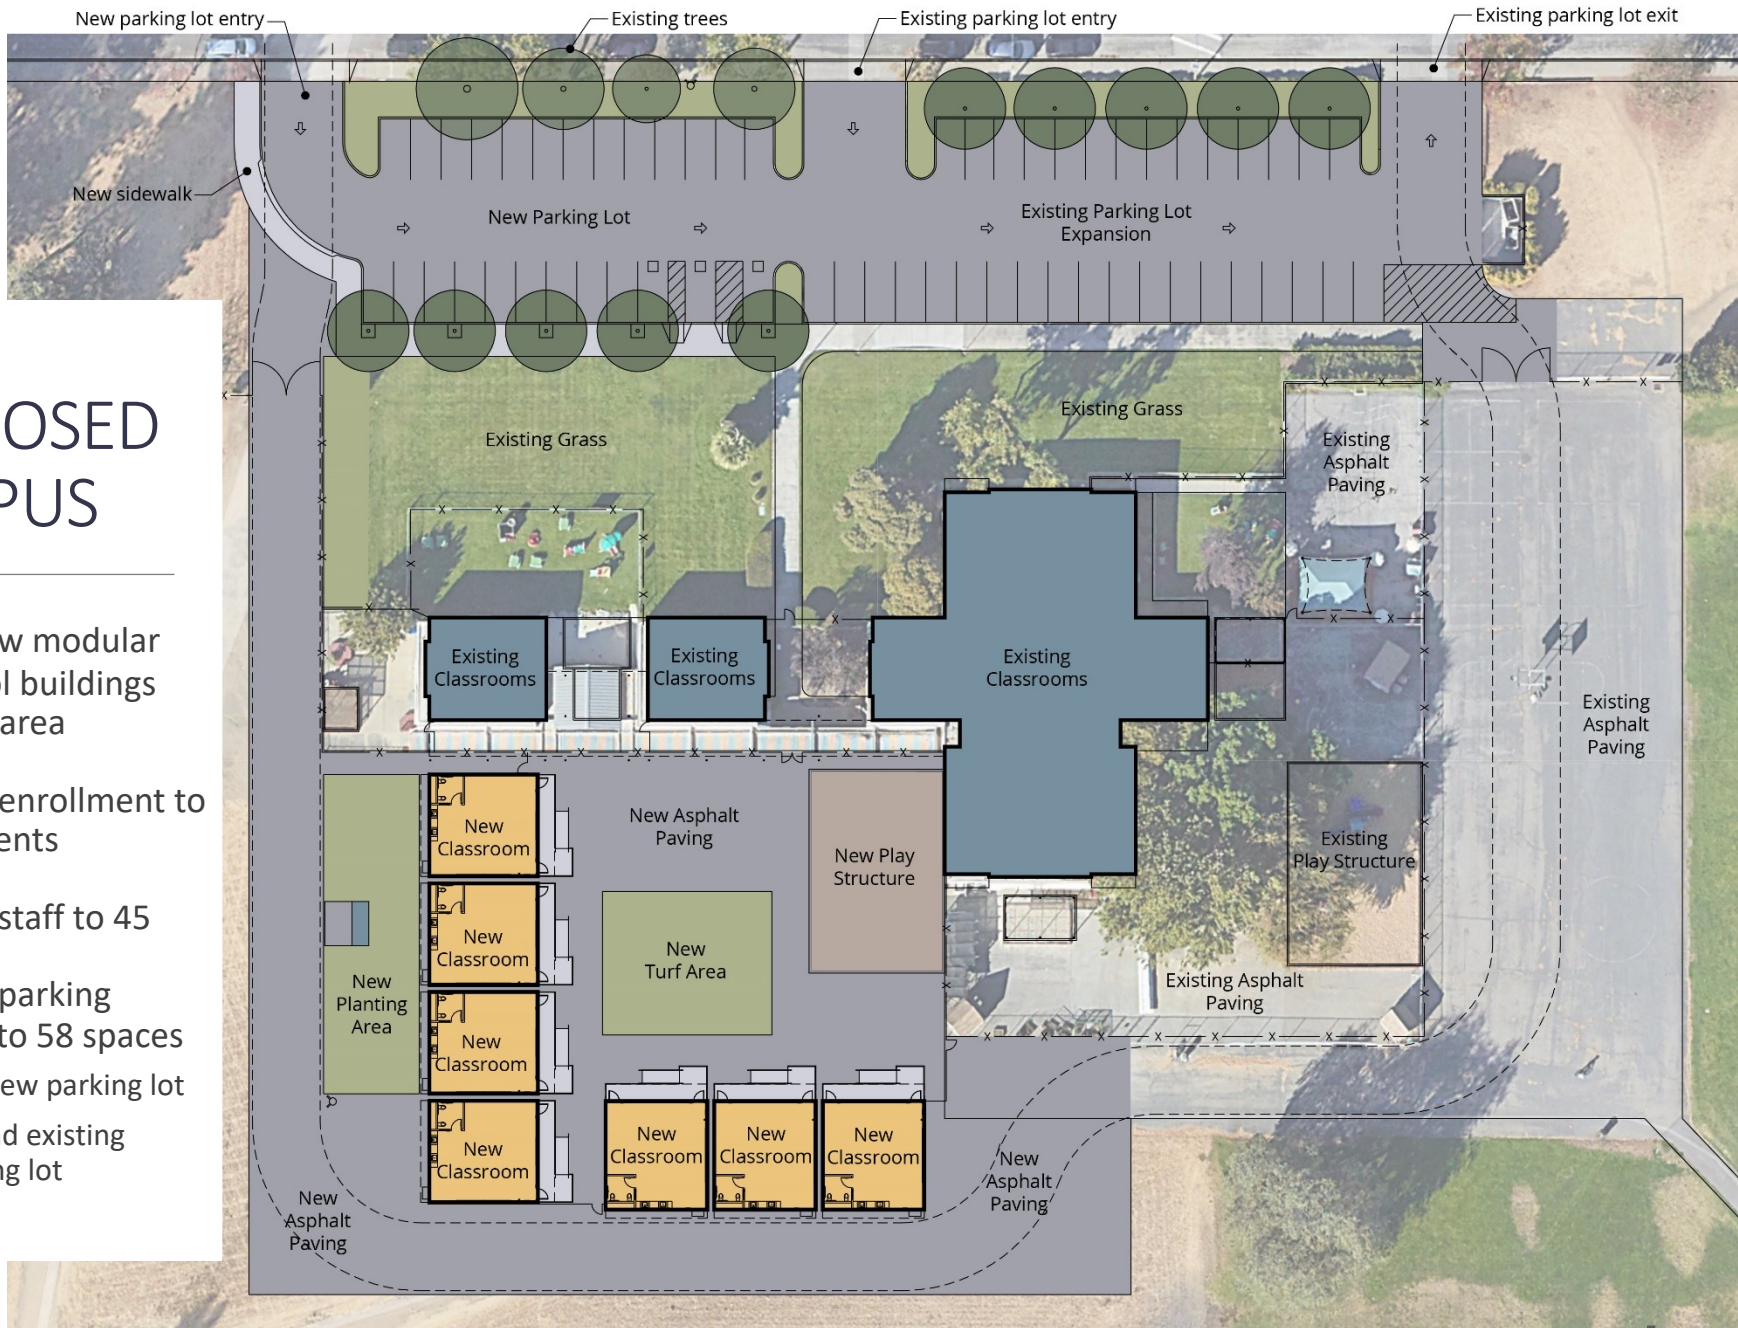 New parking lot entry
Existing trees
Existing parking lot entry
Existing parking lot exit
New sidewalk
New Parking Lot
Existing Parking Lot
Expansion
OSED
PUS
w modular
ol buildings
area
enrollment to
ents
staff to 45
parking
to 58 spaces
ew parking lot
d existing
ng lot
Existing Grass
Existing Grass
Existing
Asphalt
Paving
Existing
Classrooms
Existing
Classrooms
Existing
Classrooms
Existing
Asphalt
Paving
New
Classroom
New Asphalt
Paving
New Play
Structure
Existing
Play Structure
New
Classroom
New
Turf Area
New
Planting
Area
Existing Asphalt
Paving
New
Classroom
New
Classroom
New
Classroom
New
Classroom
New
Classroom
New
Asphalt
Paving
New
Asphalt
Paving